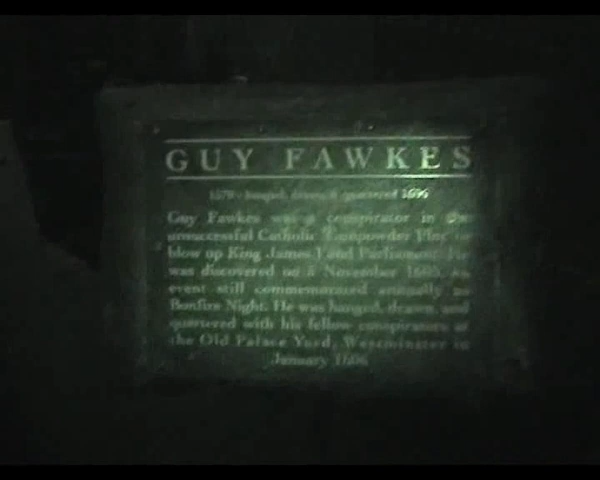 GUY FAWKES
1570 - hanged, drawn & quartered 1606
Guy Fawkes was a conspirator in the
unsuccessful Catholic Gunpowder Plot to
blow up King James I and Parliament. He
was discovered on 5 November 1605, an
event still commemorated annually as
Bonfire Night. He was hanged, drawn, and
quartered with his fellow conspirators at
the Old Palace Yard, Westminster in
January 1606